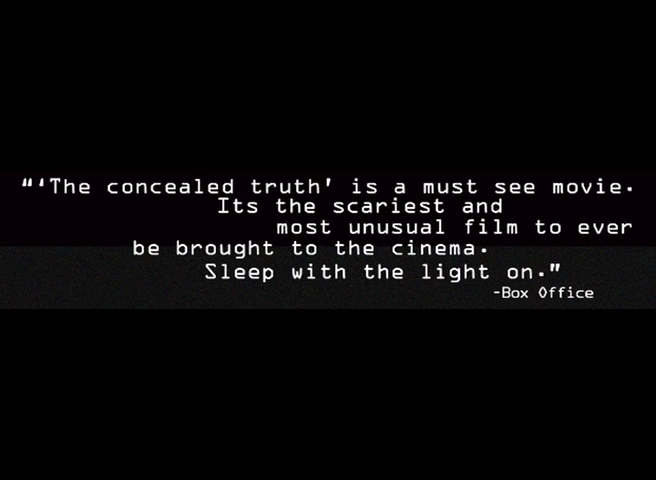 "'The concealed truth' is a must see movie.
Its the scariest and
most unusual film to ever
be brought to the cinema.
Sleep with the light on."
-Box Office